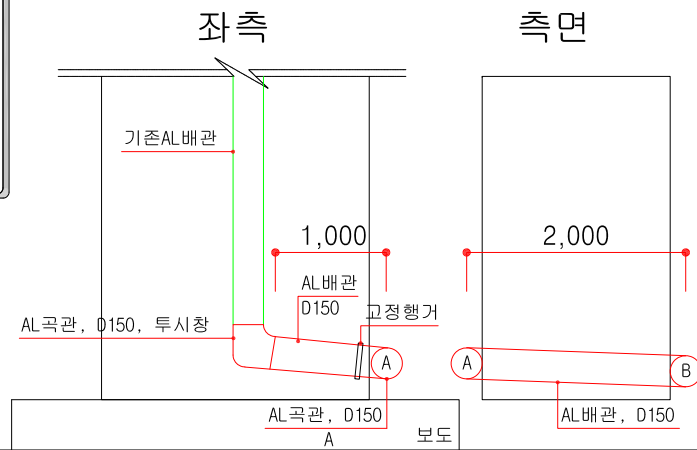 좌측
측면
기존AL배관
1,000
2,000
AL배관
D150
고정행거
AL곡관, D150, 투시창
A
A
B
AL곡관, D150
A
보도
AL배관, D150